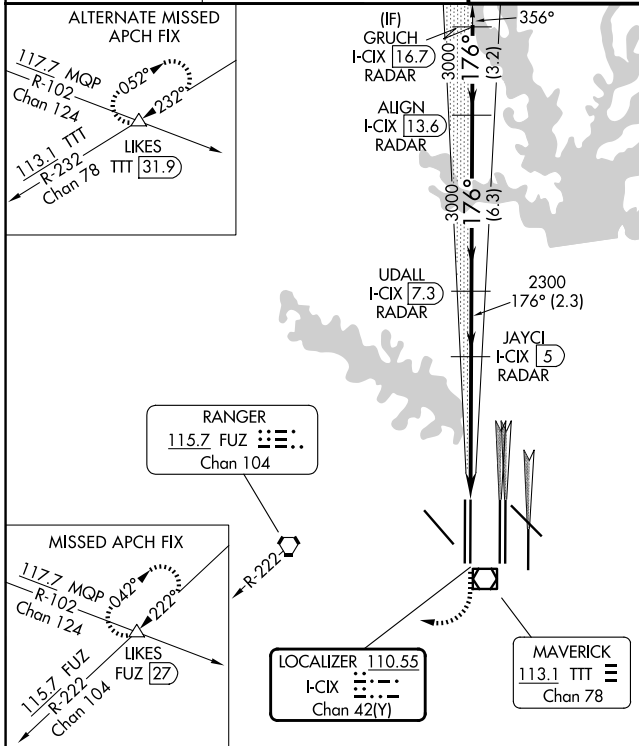 ALTERNATE MISSED
APCH FIX
117.7 MQP
R-102
Chan 124
052°
232°
113.1 TTT
R-232
Chan 78
LIKES
TTT 31.9
356°
(IF)
GRUCH
I-CIX 16.7
RADAR
3000
176°
(3.2)
ALIGN
I-CIX 13.6
RADAR
3000
176°
(6.3)
UDALL
I-CIX 7.3
RADAR
2300
176° (2.3)
JAYCI
I-CIX 5
RADAR
RANGER
115.7 FUZ
Chan 104
R-222
MISSED APCH FIX
117.7 MQP
R-102
Chan 124
042°
222°
115.7 FUZ
R-222
Chan 104
LIKES
FUZ 27
LOCALIZER 110.55
I-CIX
Chan 42(Y)
MAVERICK
113.1 TTT
Chan 78